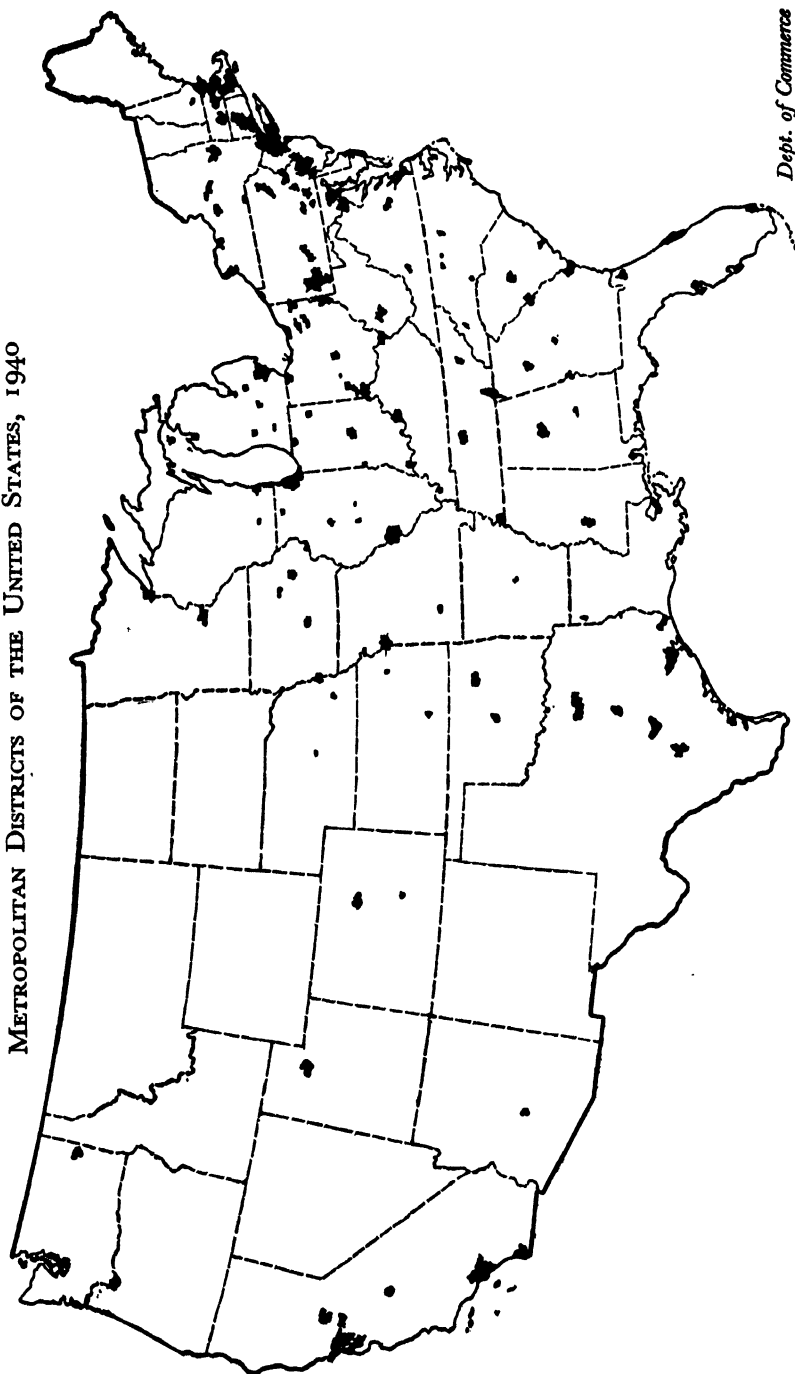 METROPOLITAN DISTRICTS OF THE UNITED STATES, 1940
Dept. of Commerce